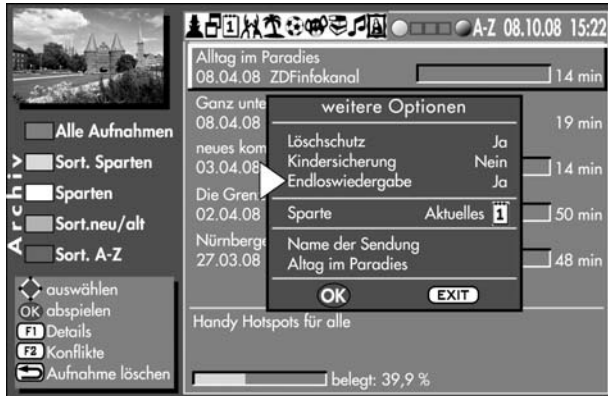 A-Z 08.10.08 15:22
Alltag im Paradies
08.04.08 ZDFinfokanal 14 min
Ganz unte
08.04.08 19 min
neues kom
03.04.08 14 min
Die Gren
02.04.08 50 min
Nürnberge
27.03.08 48 min
Handy Hotspots für alle
belegt: 39,9 %
weitere Optionen
Löschschutz Ja
Kindersicherung Nein
Endloswiedergabe Ja
Sparte Aktuelles 1
Name der Sendung
Altag im Paradies
OK EXIT
Archiv
Alle Aufnahmen
Sort. Sparten
Sparten
Sort.neu/alt
Sort. A-Z
auswählen
OK abspielen
F1 Details
F2 Konflikte
Aufnahme löschen